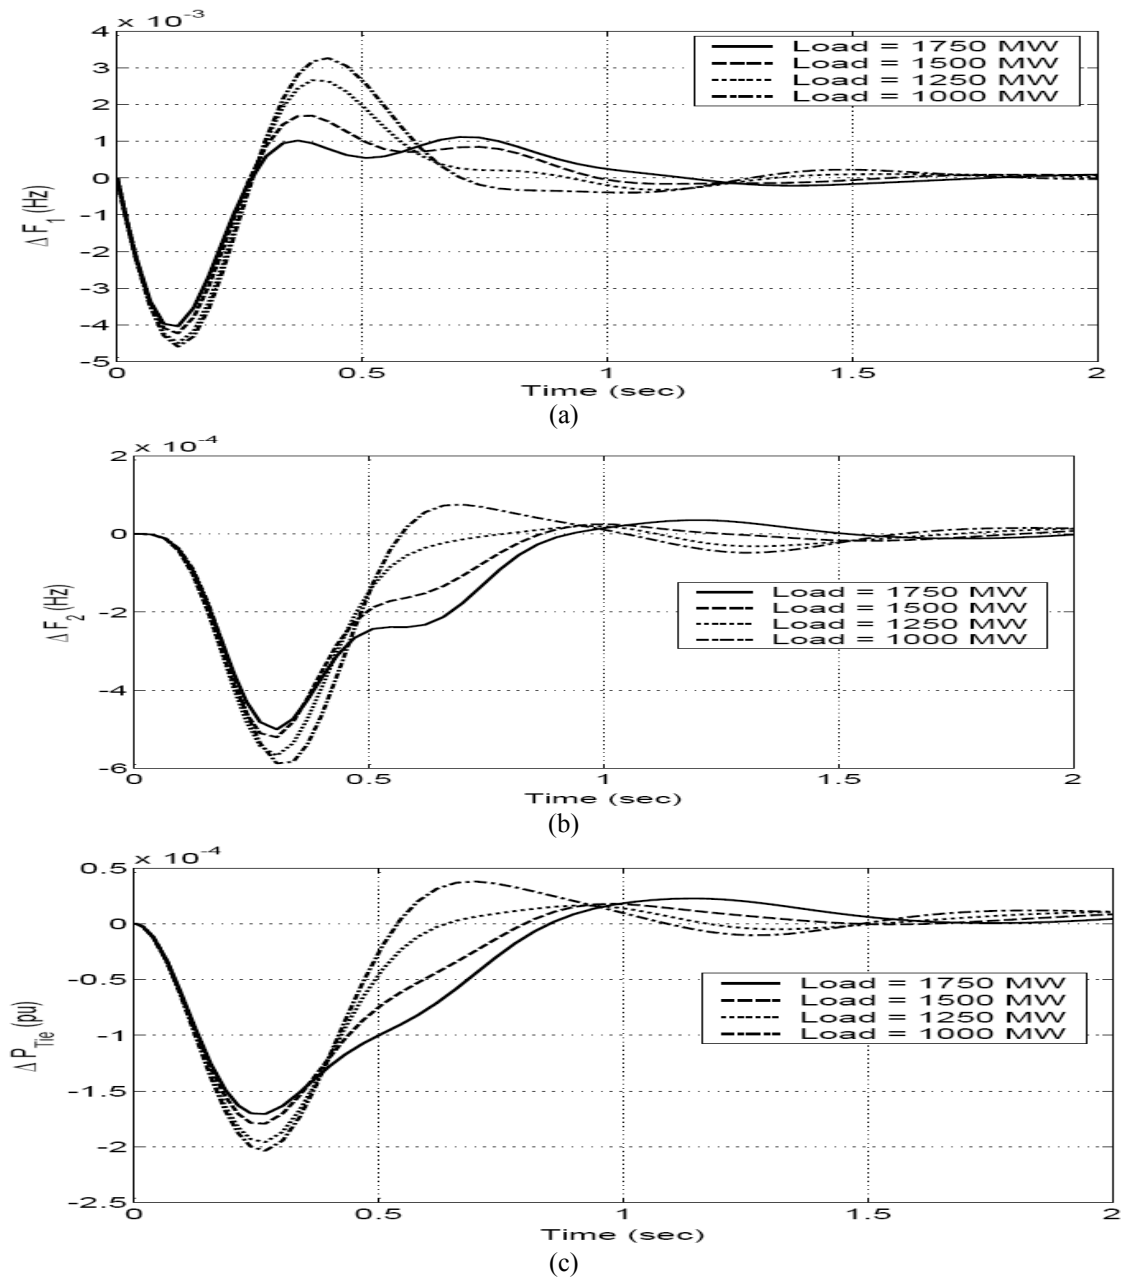 4 × 10⁻³
3
2
1
0
-1
-2
-3
-4
-5
ΔF₁ (Hz)
Load = 1750 MW
Load = 1500 MW
Load = 1250 MW
Load = 1000 MW
0 0.5 1 1.5 2
Time (sec)
(a)
2 × 10⁻⁴
0
-2
-4
-6
ΔF₂ (Hz)
Load = 1750 MW
Load = 1500 MW
Load = 1250 MW
Load = 1000 MW
0 0.5 1 1.5 2
Time (sec)
(b)
0.5 × 10⁻⁴
0
-0.5
-1
-1.5
-2
-2.5
ΔP_Tie (pu)
Load = 1750 MW
Load = 1500 MW
Load = 1250 MW
Load = 1000 MW
0 0.5 1 1.5 2
Time (sec)
(c)